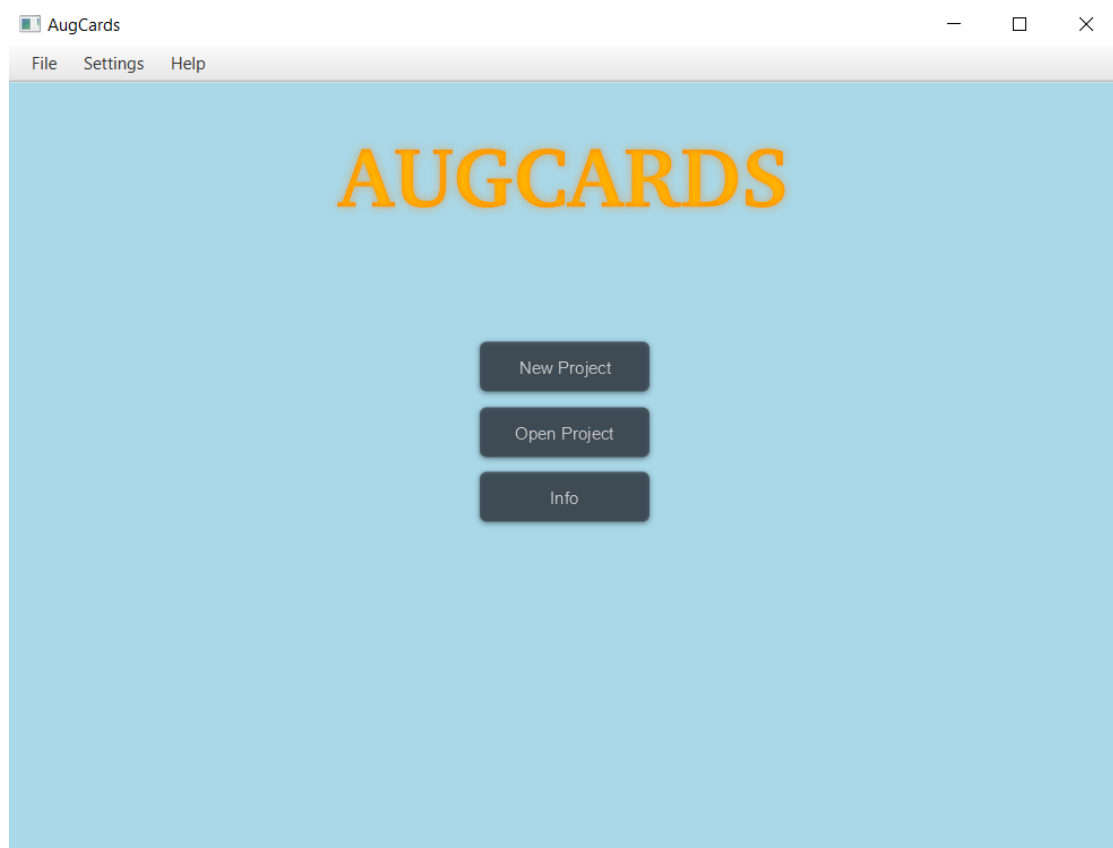 AugCards
File Settings Help
AUGCARDS
New Project
Open Project
Info